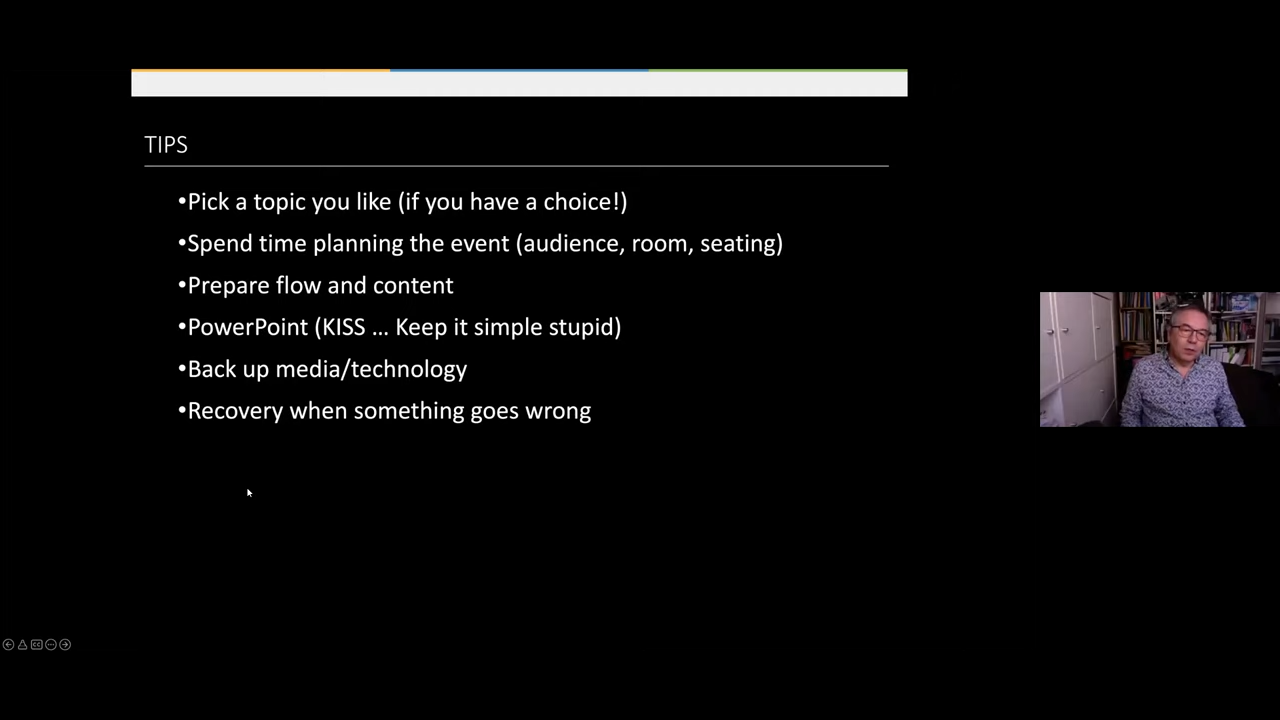 TIPS
•Pick a topic you like (if you have a choice!)
•Spend time planning the event (audience, room, seating)
•Prepare flow and content
•PowerPoint (KISS … Keep it simple stupid)
•Back up media/technology
•Recovery when something goes wrong